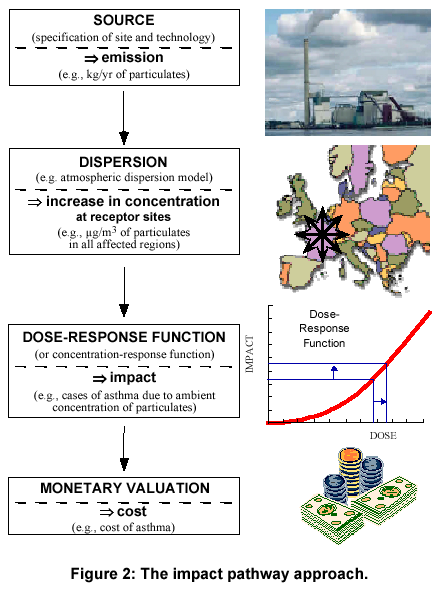 SOURCE
(specification of site and technology)
⇒ emission
(e.g., kg/yr of particulates)
DISPERSION
(e.g. atmospheric dispersion model)
⇒ increase in concentration
at receptor sites
(e.g., µg/m³ of particulates
in all affected regions)
DOSE-RESPONSE FUNCTION
(or concentration-response function)
⇒ impact
(e.g., cases of asthma due to ambient
concentration of particulates)
Dose-
Response
Function
IMPACT
DOSE
MONETARY VALUATION
⇒ cost
(e.g., cost of asthma)
Figure 2: The impact pathway approach.